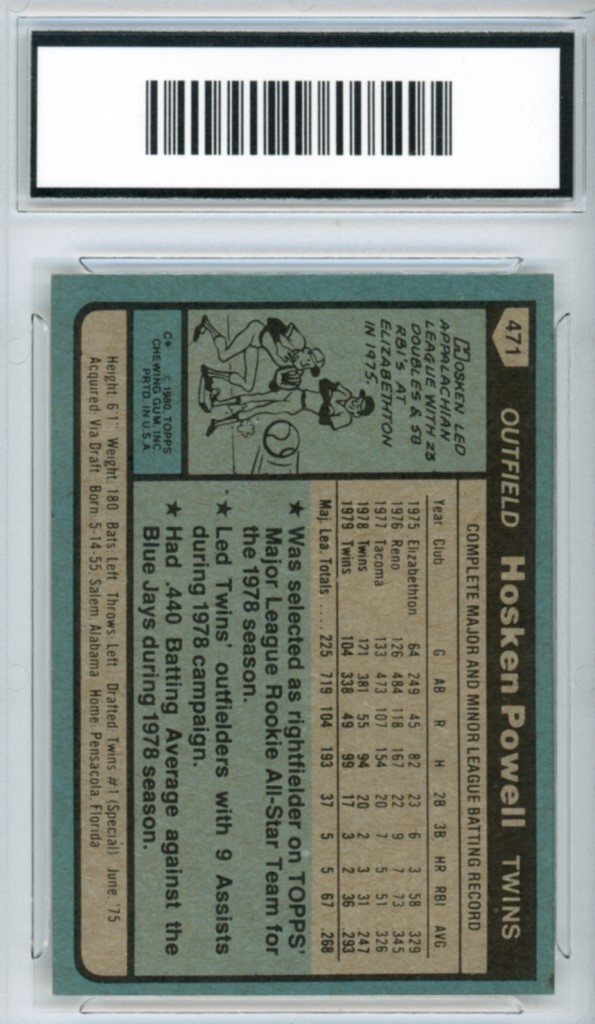 471 OUTFIELD Hosken Powell TWINS
HOSKEN LED
APPALACHIAN
LEAGUE WITH 23
DOUBLES & 58
RBI'S AT
ELIZABETHTON
IN 1975.
C* © 1980 TOPPS
CHEWING GUM, INC.
PRTD. IN U.S.A.
COMPLETE MAJOR AND MINOR LEAGUE BATTING RECORD
Year Club G AB R H 2B 3B HR RBI AVG
1975 Elizabethton 64 249 45 82 23 6 3 58 .329
1976 Reno 126 484 118 167 22 9 7 73 .345
1977 Tacoma 133 473 107 154 20 7 5 51 .326
1978 Twins 121 381 55 94 20 2 3 31 .247
1979 Twins 104 338 49 99 17 3 2 36 .293
Maj. Lea. Totals ..... 225 719 104 193 37 5 5 67 .268
★ Was selected as rightfielder on TOPPS'
Major League Rookie All-Star Team for
the 1978 season.
★ Led Twins' outfielders with 9 Assists
during 1978 campaign.
★ Had .440 Batting Average against the
Blue Jays during 1978 season.
Height: 6'1" Weight: 180 Bats: Left Throws: Left Drafted: Twins #1 (Special) June, '75
Acquired: Via Draft Born: 5-14-55, Salem, Alabama Home: Pensacola, Florida